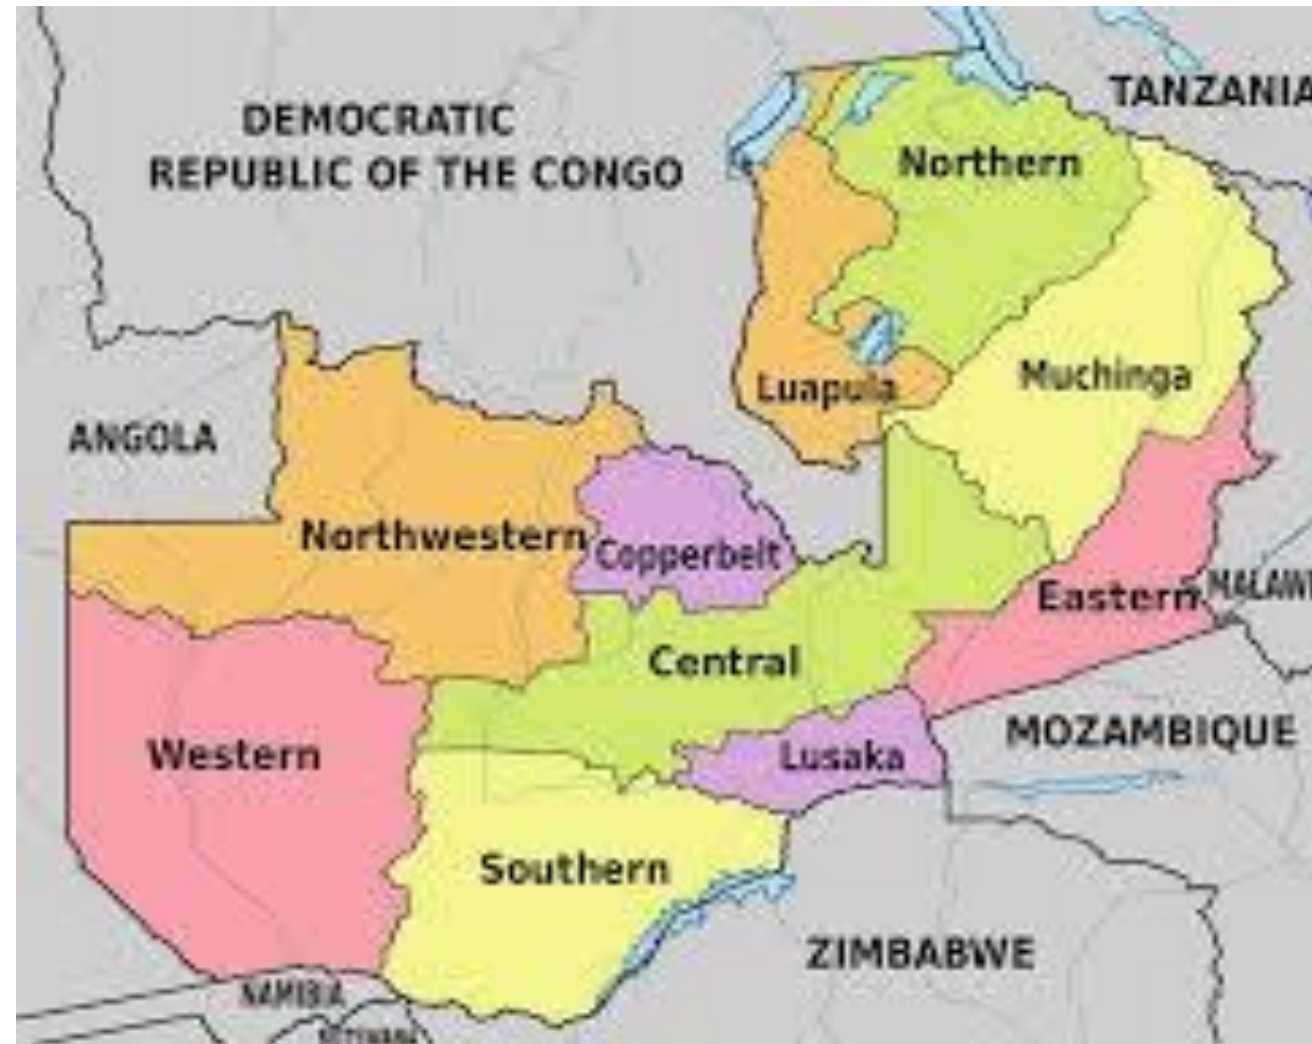 DEMOCRATIC
REPUBLIC OF THE CONGO
TANZANIA
Northern
Luapula
Muchinga
ANGOLA
Northwestern
Copperbelt
Eastern
MALAWI
Central
Western
Lusaka
MOZAMBIQUE
Southern
ZIMBABWE
NAMIBIA